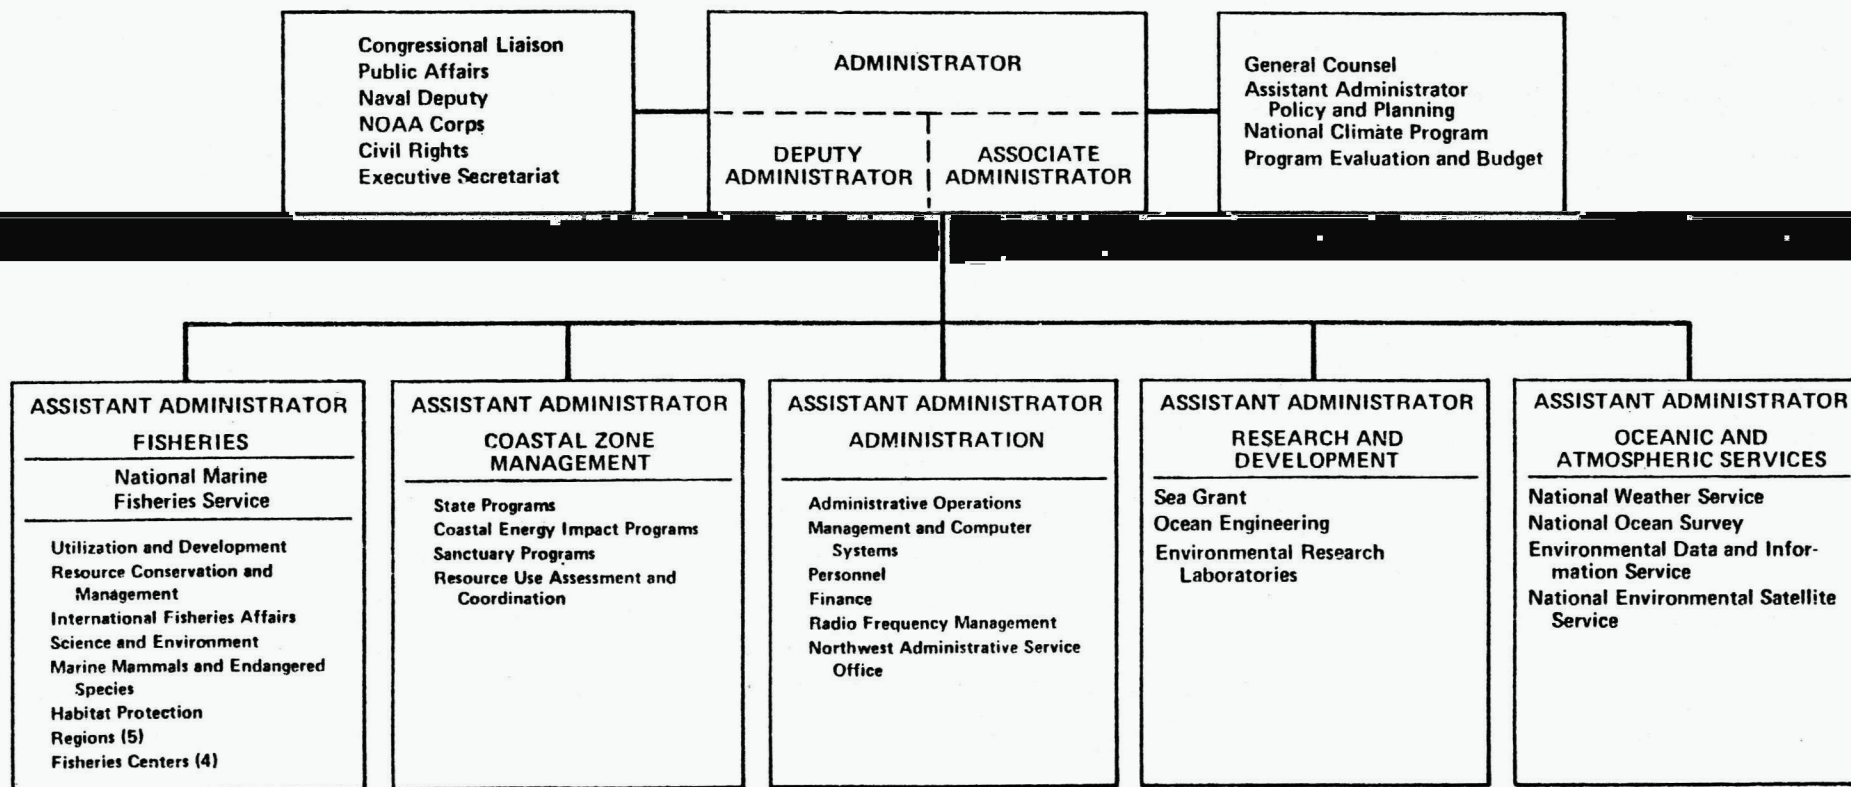 Congressional Liaison
Public Affairs
Naval Deputy
NOAA Corps
Civil Rights
Executive Secretariat
ADMINISTRATOR
DEPUTY
ADMINISTRATOR
ASSOCIATE
ADMINISTRATOR
General Counsel
Assistant Administrator
Policy and Planning
National Climate Program
Program Evaluation and Budget
ASSISTANT ADMINISTRATOR
FISHERIES
National Marine
Fisheries Service
Utilization and Development
Resource Conservation and
Management
International Fisheries Affairs
Science and Environment
Marine Mammals and Endangered
Species
Habitat Protection
Regions (5)
Fisheries Centers (4)
ASSISTANT ADMINISTRATOR
COASTAL ZONE
MANAGEMENT
State Programs
Coastal Energy Impact Programs
Sanctuary Programs
Resource Use Assessment and
Coordination
ASSISTANT ADMINISTRATOR
ADMINISTRATION
Administrative Operations
Management and Computer
Systems
Personnel
Finance
Radio Frequency Management
Northwest Administrative Service
Office
ASSISTANT ADMINISTRATOR
RESEARCH AND
DEVELOPMENT
Sea Grant
Ocean Engineering
Environmental Research
Laboratories
ASSISTANT ADMINISTRATOR
OCEANIC AND
ATMOSPHERIC SERVICES
National Weather Service
National Ocean Survey
Environmental Data and Infor-
mation Service
National Environmental Satellite
Service